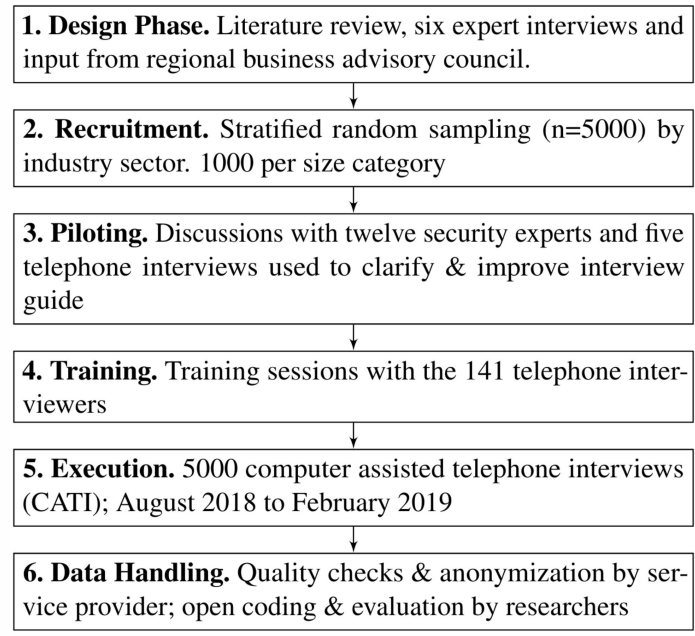 1. Design Phase. Literature review, six expert interviews and
input from regional business advisory council.
2. Recruitment. Stratified random sampling (n=5000) by
industry sector. 1000 per size category
3. Piloting. Discussions with twelve security experts and five
telephone interviews used to clarify & improve interview
guide
4. Training. Training sessions with the 141 telephone inter-
viewers
5. Execution. 5000 computer assisted telephone interviews
(CATI); August 2018 to February 2019
6. Data Handling. Quality checks & anonymization by ser-
vice provider; open coding & evaluation by researchers